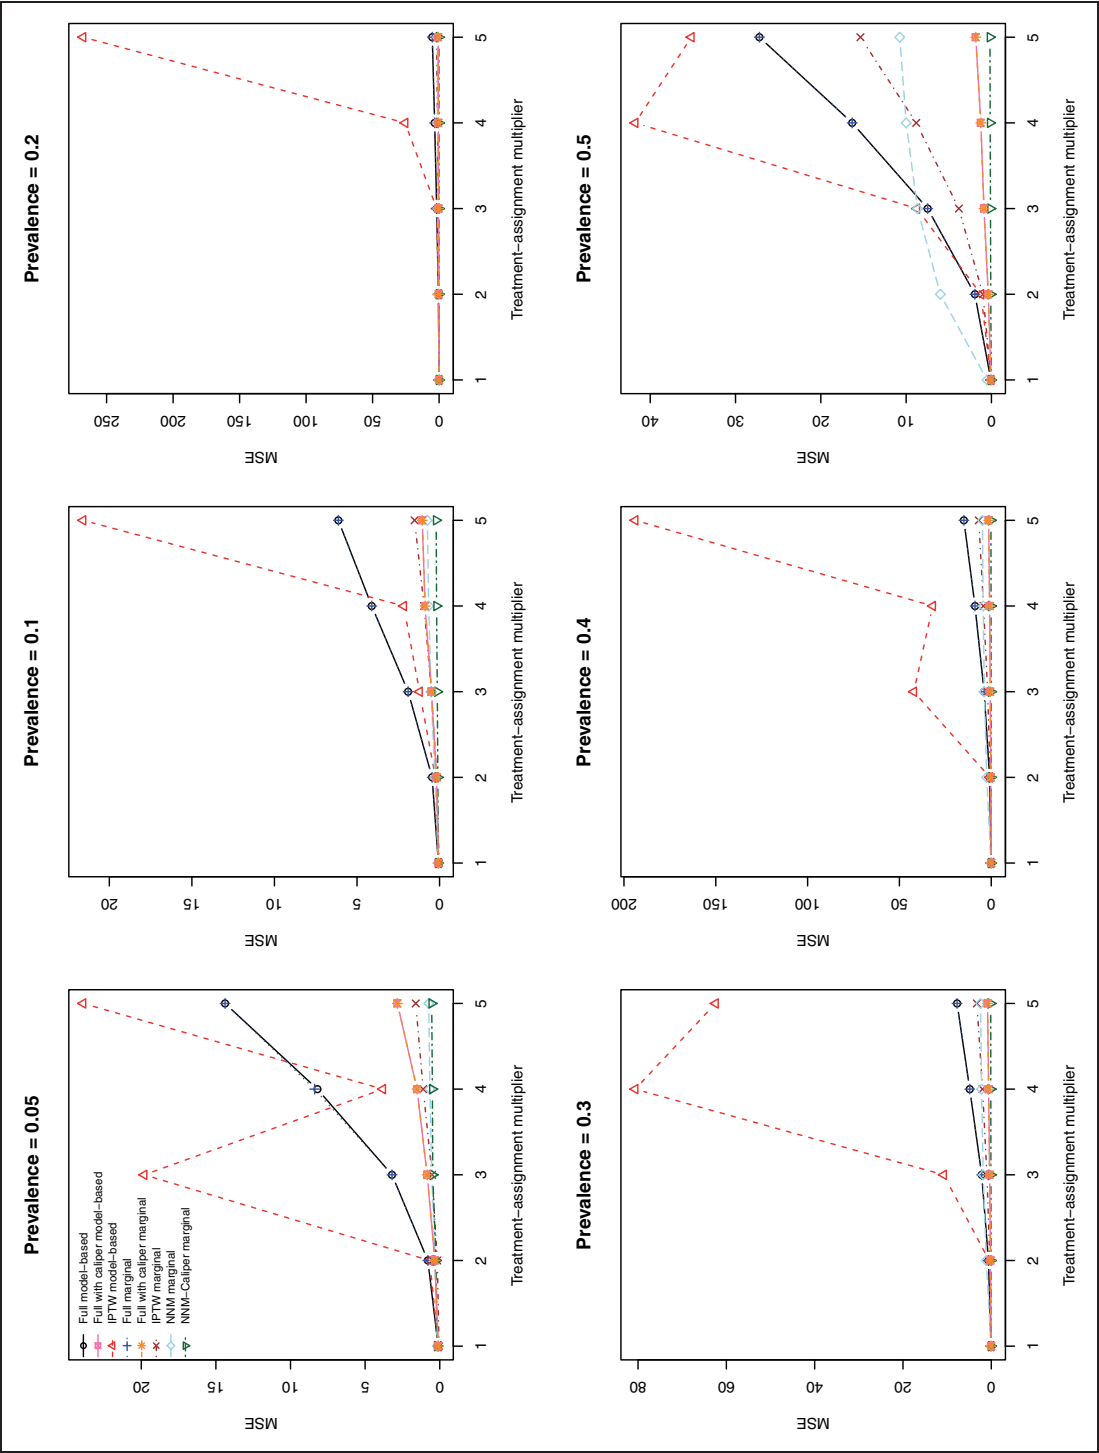 Prevalence = 0.05
Full model–based
Full with caliper model–based
IPTW model–based
Full marginal
Full with caliper marginal
IPTW marginal
NNM marginal
NNM–Caliper marginal
MSE
20
15
10
5
0
1 2 3 4 5
Treatment–assignment multiplier
Prevalence = 0.1
MSE
20
15
10
5
0
1 2 3 4 5
Treatment–assignment multiplier
Prevalence = 0.2
MSE
250
200
150
100
50
0
1 2 3 4 5
Treatment–assignment multiplier
Prevalence = 0.3
MSE
80
60
40
20
0
1 2 3 4 5
Treatment–assignment multiplier
Prevalence = 0.4
MSE
200
150
100
50
0
1 2 3 4 5
Treatment–assignment multiplier
Prevalence = 0.5
MSE
40
30
20
10
0
1 2 3 4 5
Treatment–assignment multiplier